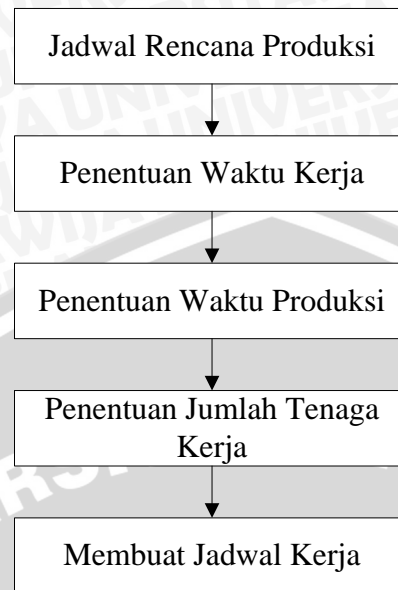 Jadwal Rencana Produksi
Penentuan Waktu Kerja
Penentuan Waktu Produksi
Penentuan Jumlah Tenaga
Kerja
Membuat Jadwal Kerja